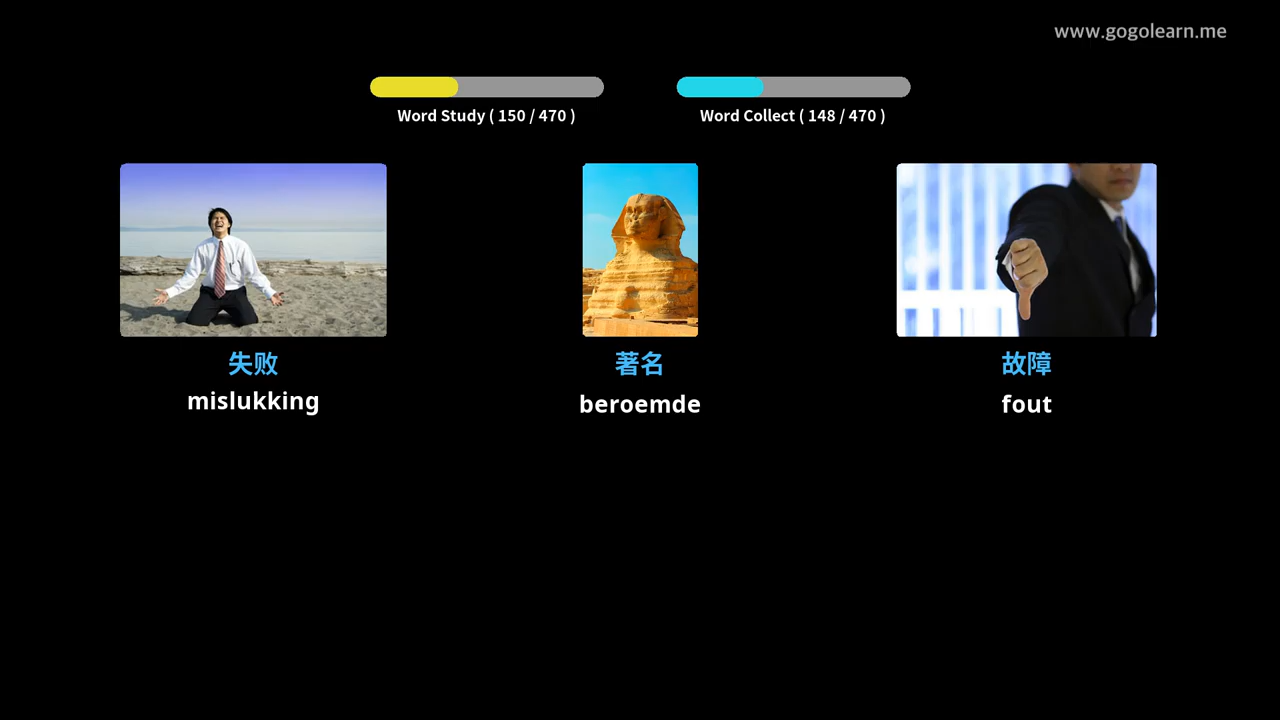 www.gogolearn.me
Word Study ( 150 / 470 )
Word Collect ( 148 / 470 )
失败
mislukking
著名
beroemde
故障
fout